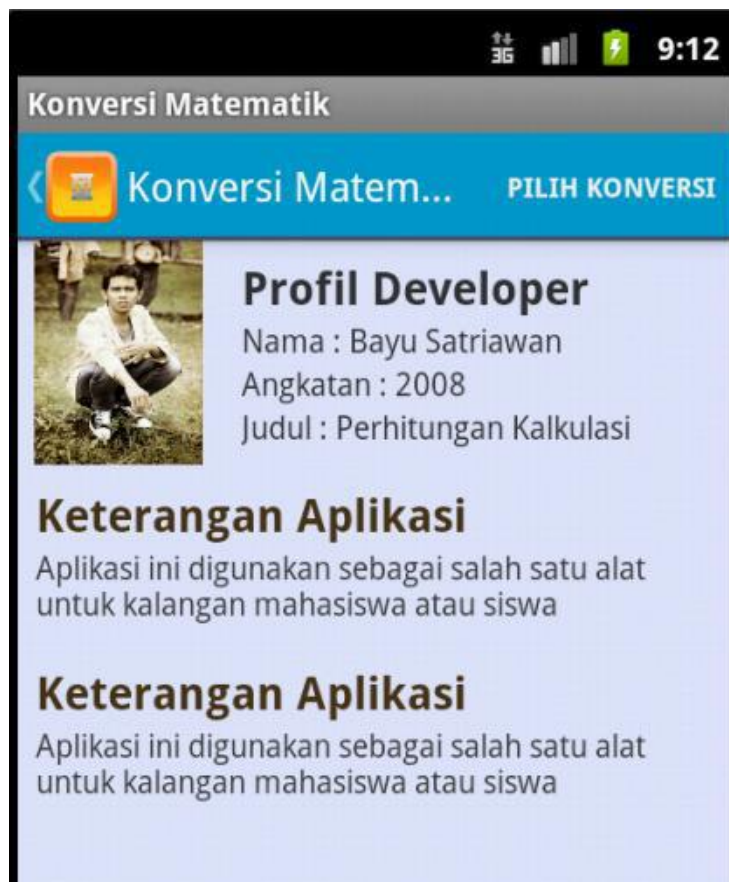 3G 9:12
Konversi Matematik
Konversi Matem... PILIH KONVERSI
Profil Developer
Nama : Bayu Satriawan
Angkatan : 2008
Judul : Perhitungan Kalkulasi
Keterangan Aplikasi
Aplikasi ini digunakan sebagai salah satu alat
untuk kalangan mahasiswa atau siswa
Keterangan Aplikasi
Aplikasi ini digunakan sebagai salah satu alat
untuk kalangan mahasiswa atau siswa